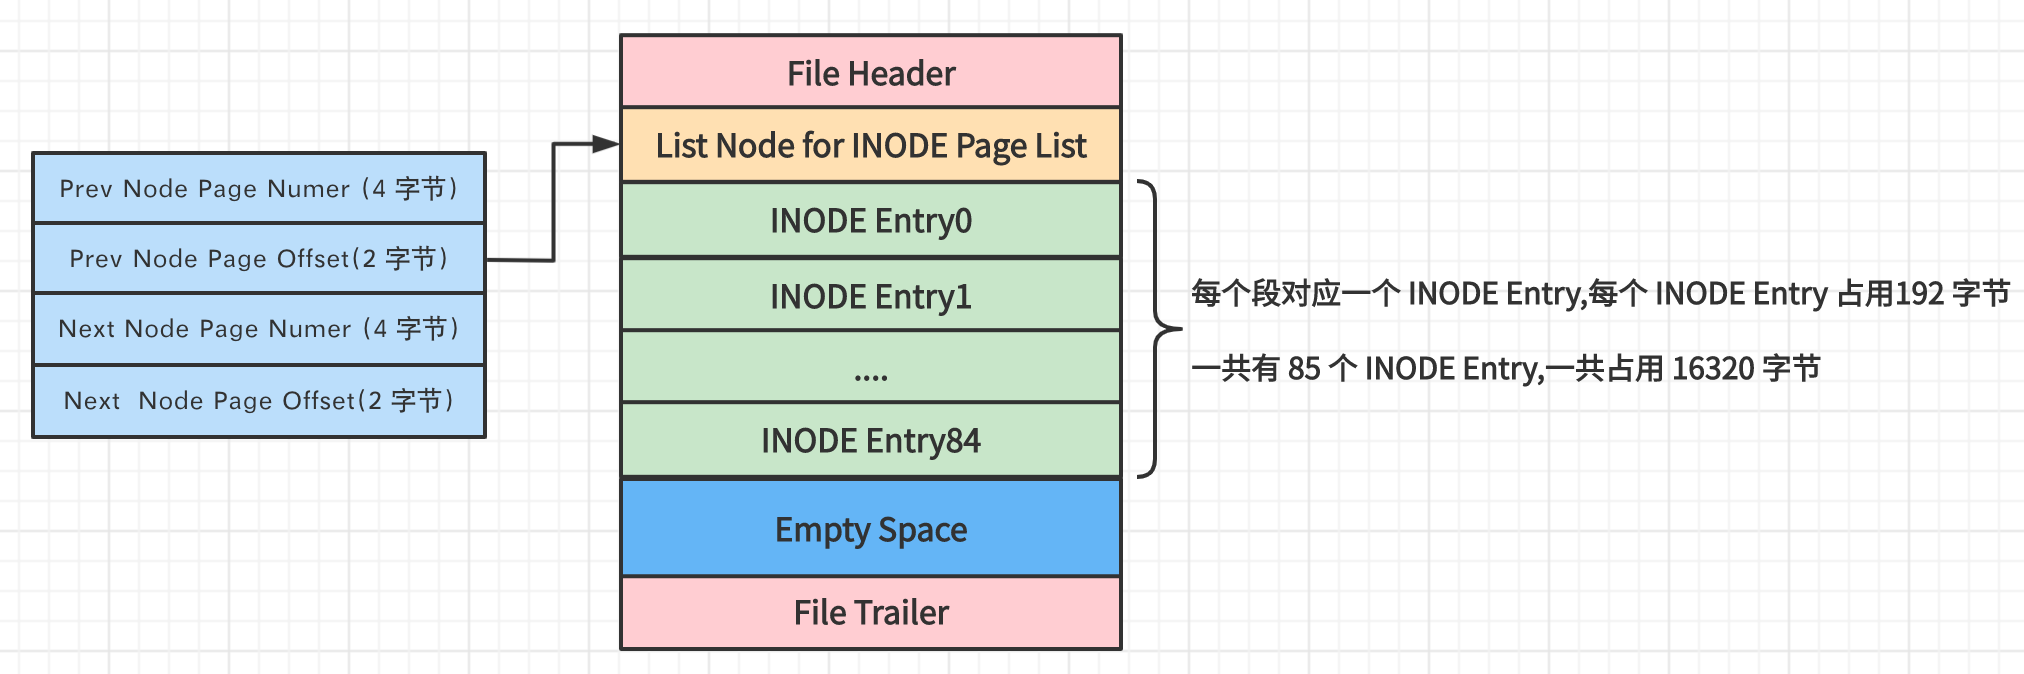 Prev Node Page Numer (4 字节)
Prev Node Page Offset(2 字节)
Next Node Page Numer (4 字节)
Next  Node Page Offset(2 字节)
File Header
List Node for INODE Page List
INODE Entry0
INODE Entry1
....
INODE Entry84
Empty Space
File Trailer
每个段对应一个 INODE Entry,每个 INODE Entry 占用192 字节
一共有 85 个 INODE Entry,一共占用 16320 字节